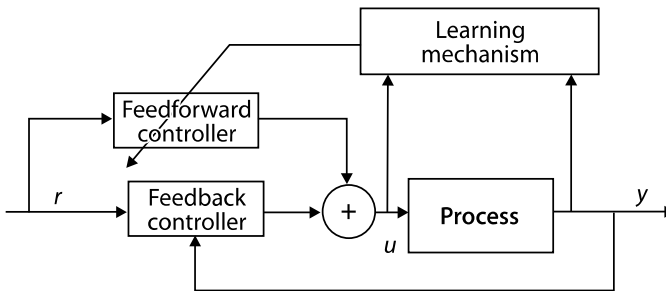 Learning
mechanism
Feedforward
controller
r
Feedback
controller
+
u
Process
y